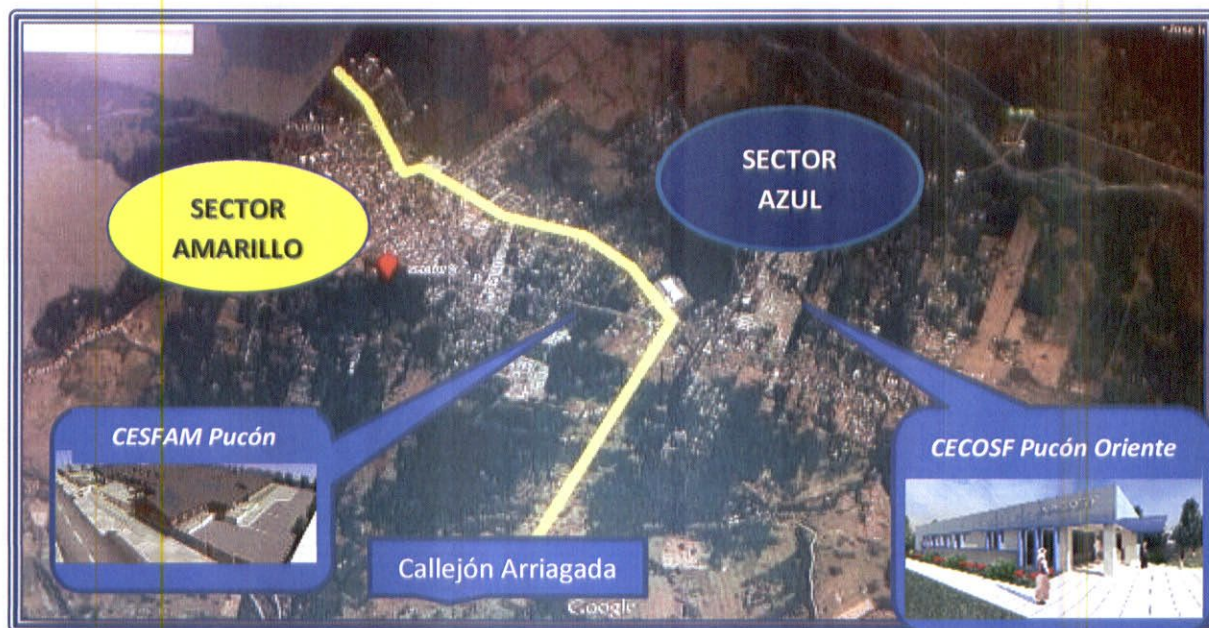 SECTOR
AZUL
SECTOR
AMARILLO
CESFAM Pucón
CECOSF Pucón Oriente
Callejón Arriagada
Google